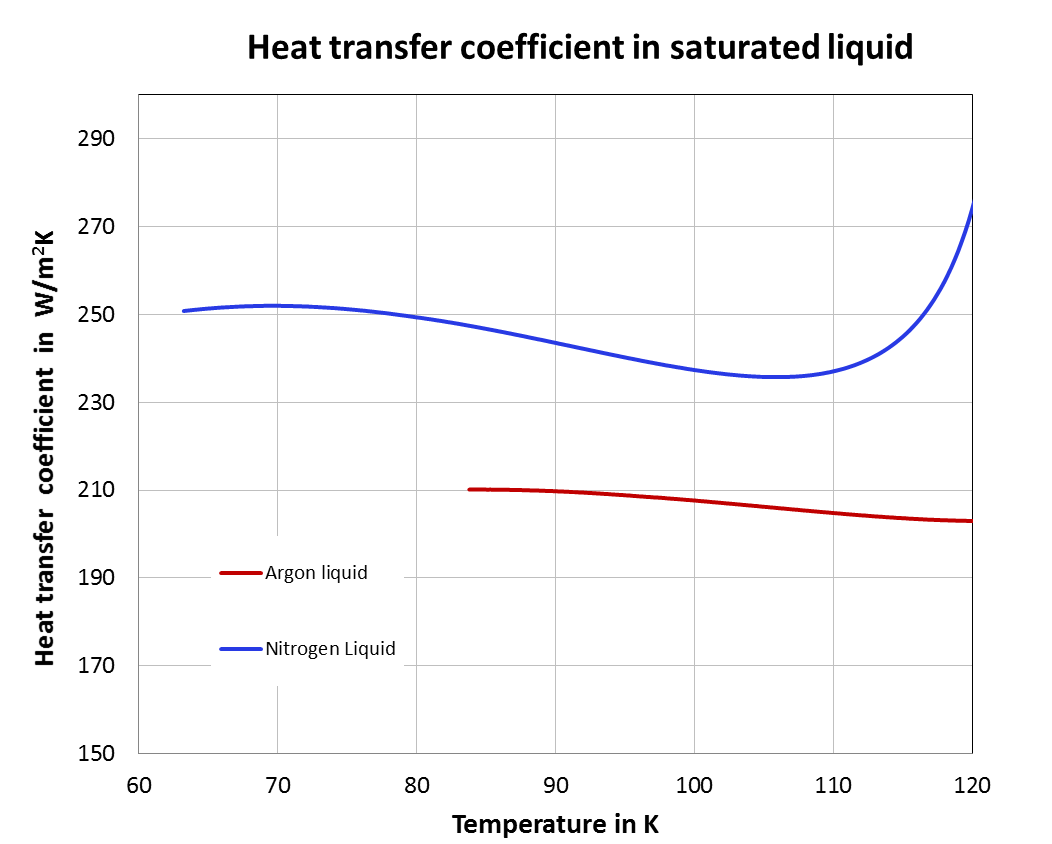 Heat transfer coefficient in saturated liquid
Heat transfer coefficient in W/m²K
290
270
250
230
210
190
170
150
Argon liquid
Nitrogen Liquid
60 70 80 90 100 110 120
Temperature in K